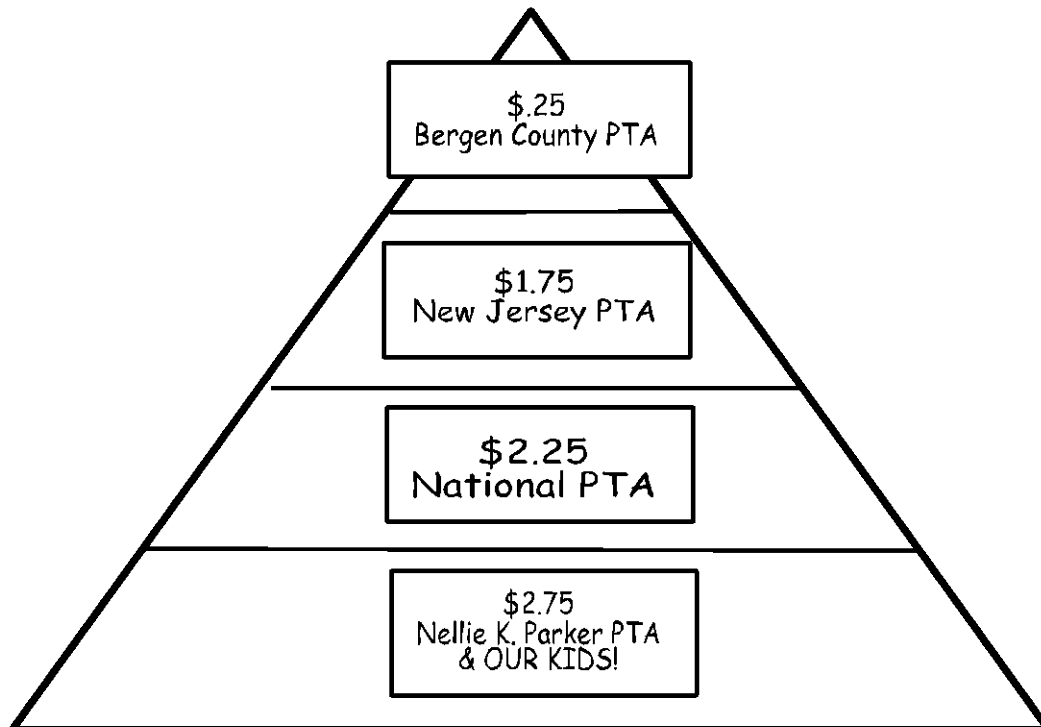 $.25
Bergen County PTA
$1.75
New Jersey PTA
$2.25
National PTA
$2.75
Nellie K. Parker PTA
& OUR KIDS!